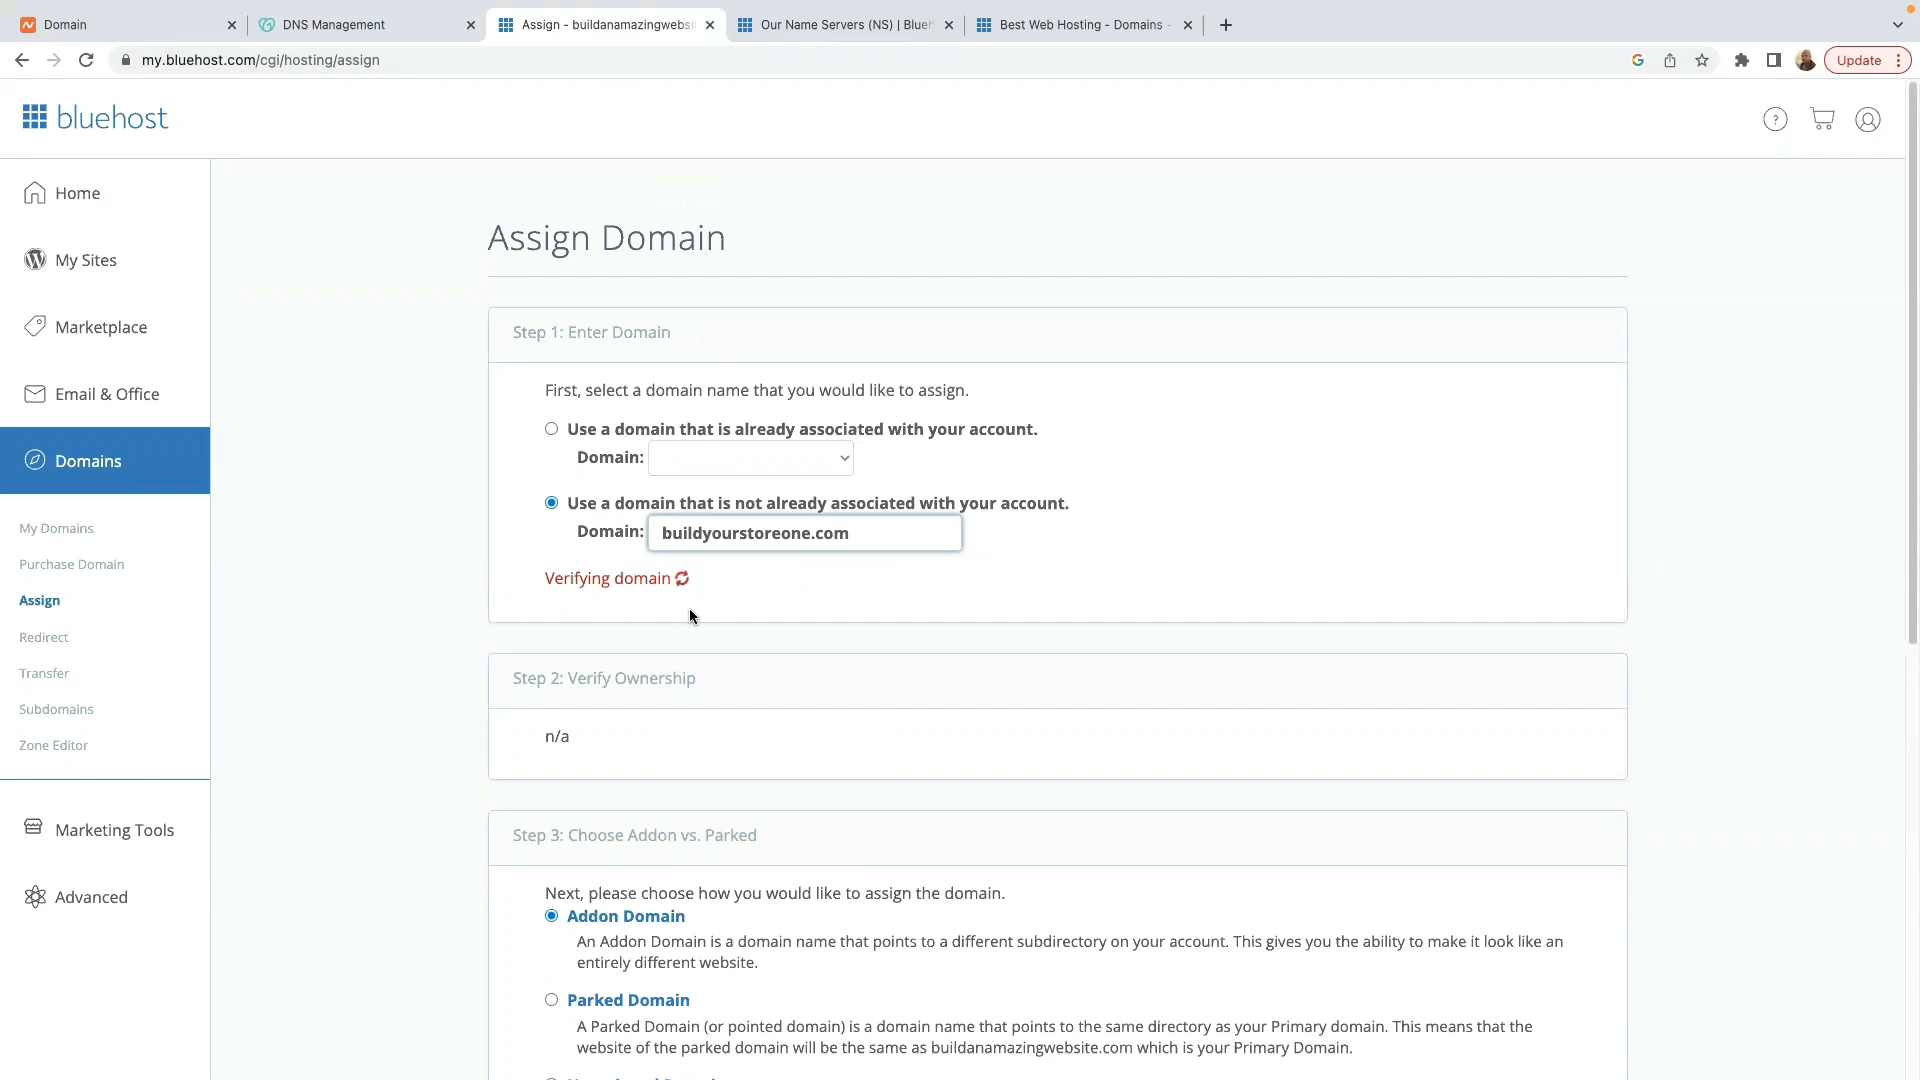 Domain
DNS Management
Assign - buildanamazingwebsi
Our Name Servers (NS) | Blueh
Best Web Hosting - Domains -
my.bluehost.com/cgi/hosting/assign
Update
bluehost
Home
My Sites
Marketplace
Email & Office
Domains
My Domains
Purchase Domain
Assign
Redirect
Transfer
Subdomains
Zone Editor
Marketing Tools
Advanced
Assign Domain
Step 1: Enter Domain
First, select a domain name that you would like to assign.
Use a domain that is already associated with your account.
Domain:
Use a domain that is not already associated with your account.
Domain: buildyourstoreone.com
Verifying domain
Step 2: Verify Ownership
n/a
Step 3: Choose Addon vs. Parked
Next, please choose how you would like to assign the domain.
Addon Domain
An Addon Domain is a domain name that points to a different subdirectory on your account. This gives you the ability to make it look like an
entirely different website.
Parked Domain
A Parked Domain (or pointed domain) is a domain name that points to the same directory as your Primary domain. This means that the
website of the parked domain will be the same as buildanamazingwebsite.com which is your Primary Domain.